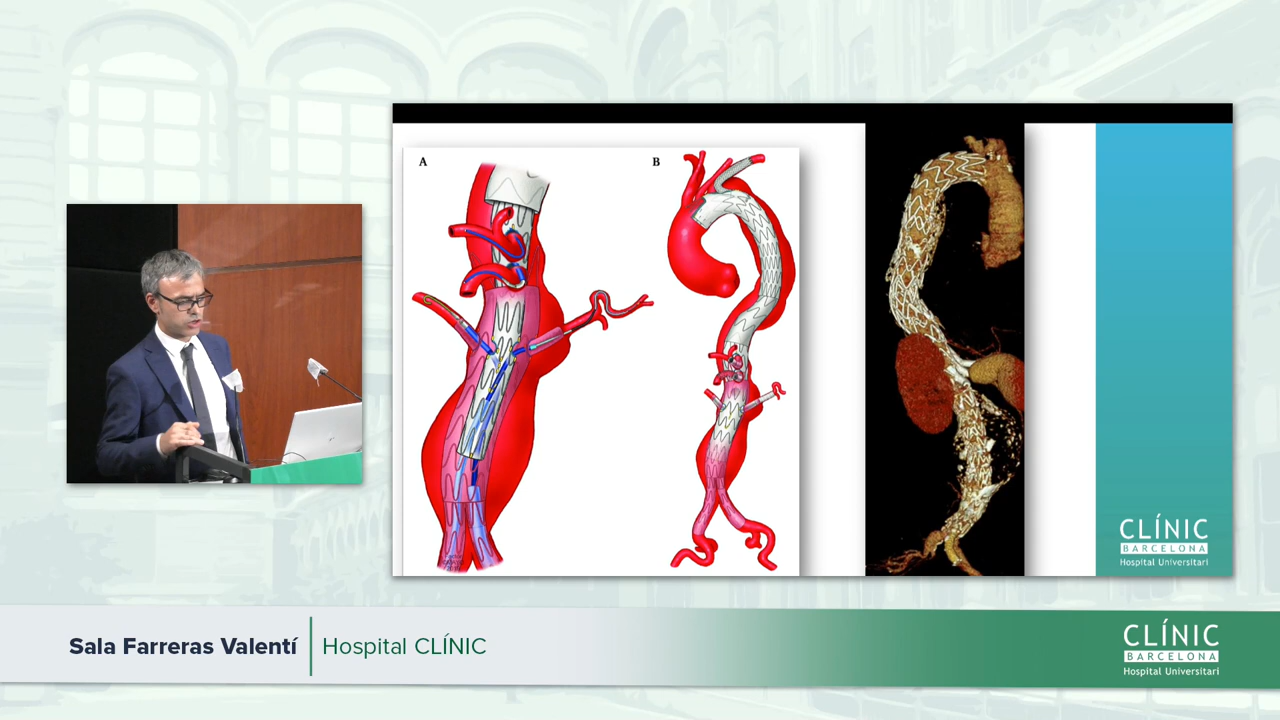 A
B
CLÍNIC
BARCELONA
Hospital Universitari
Sala Farreras Valentí
Hospital CLÍNIC
CLÍNIC
BARCELONA
Hospital Universitari